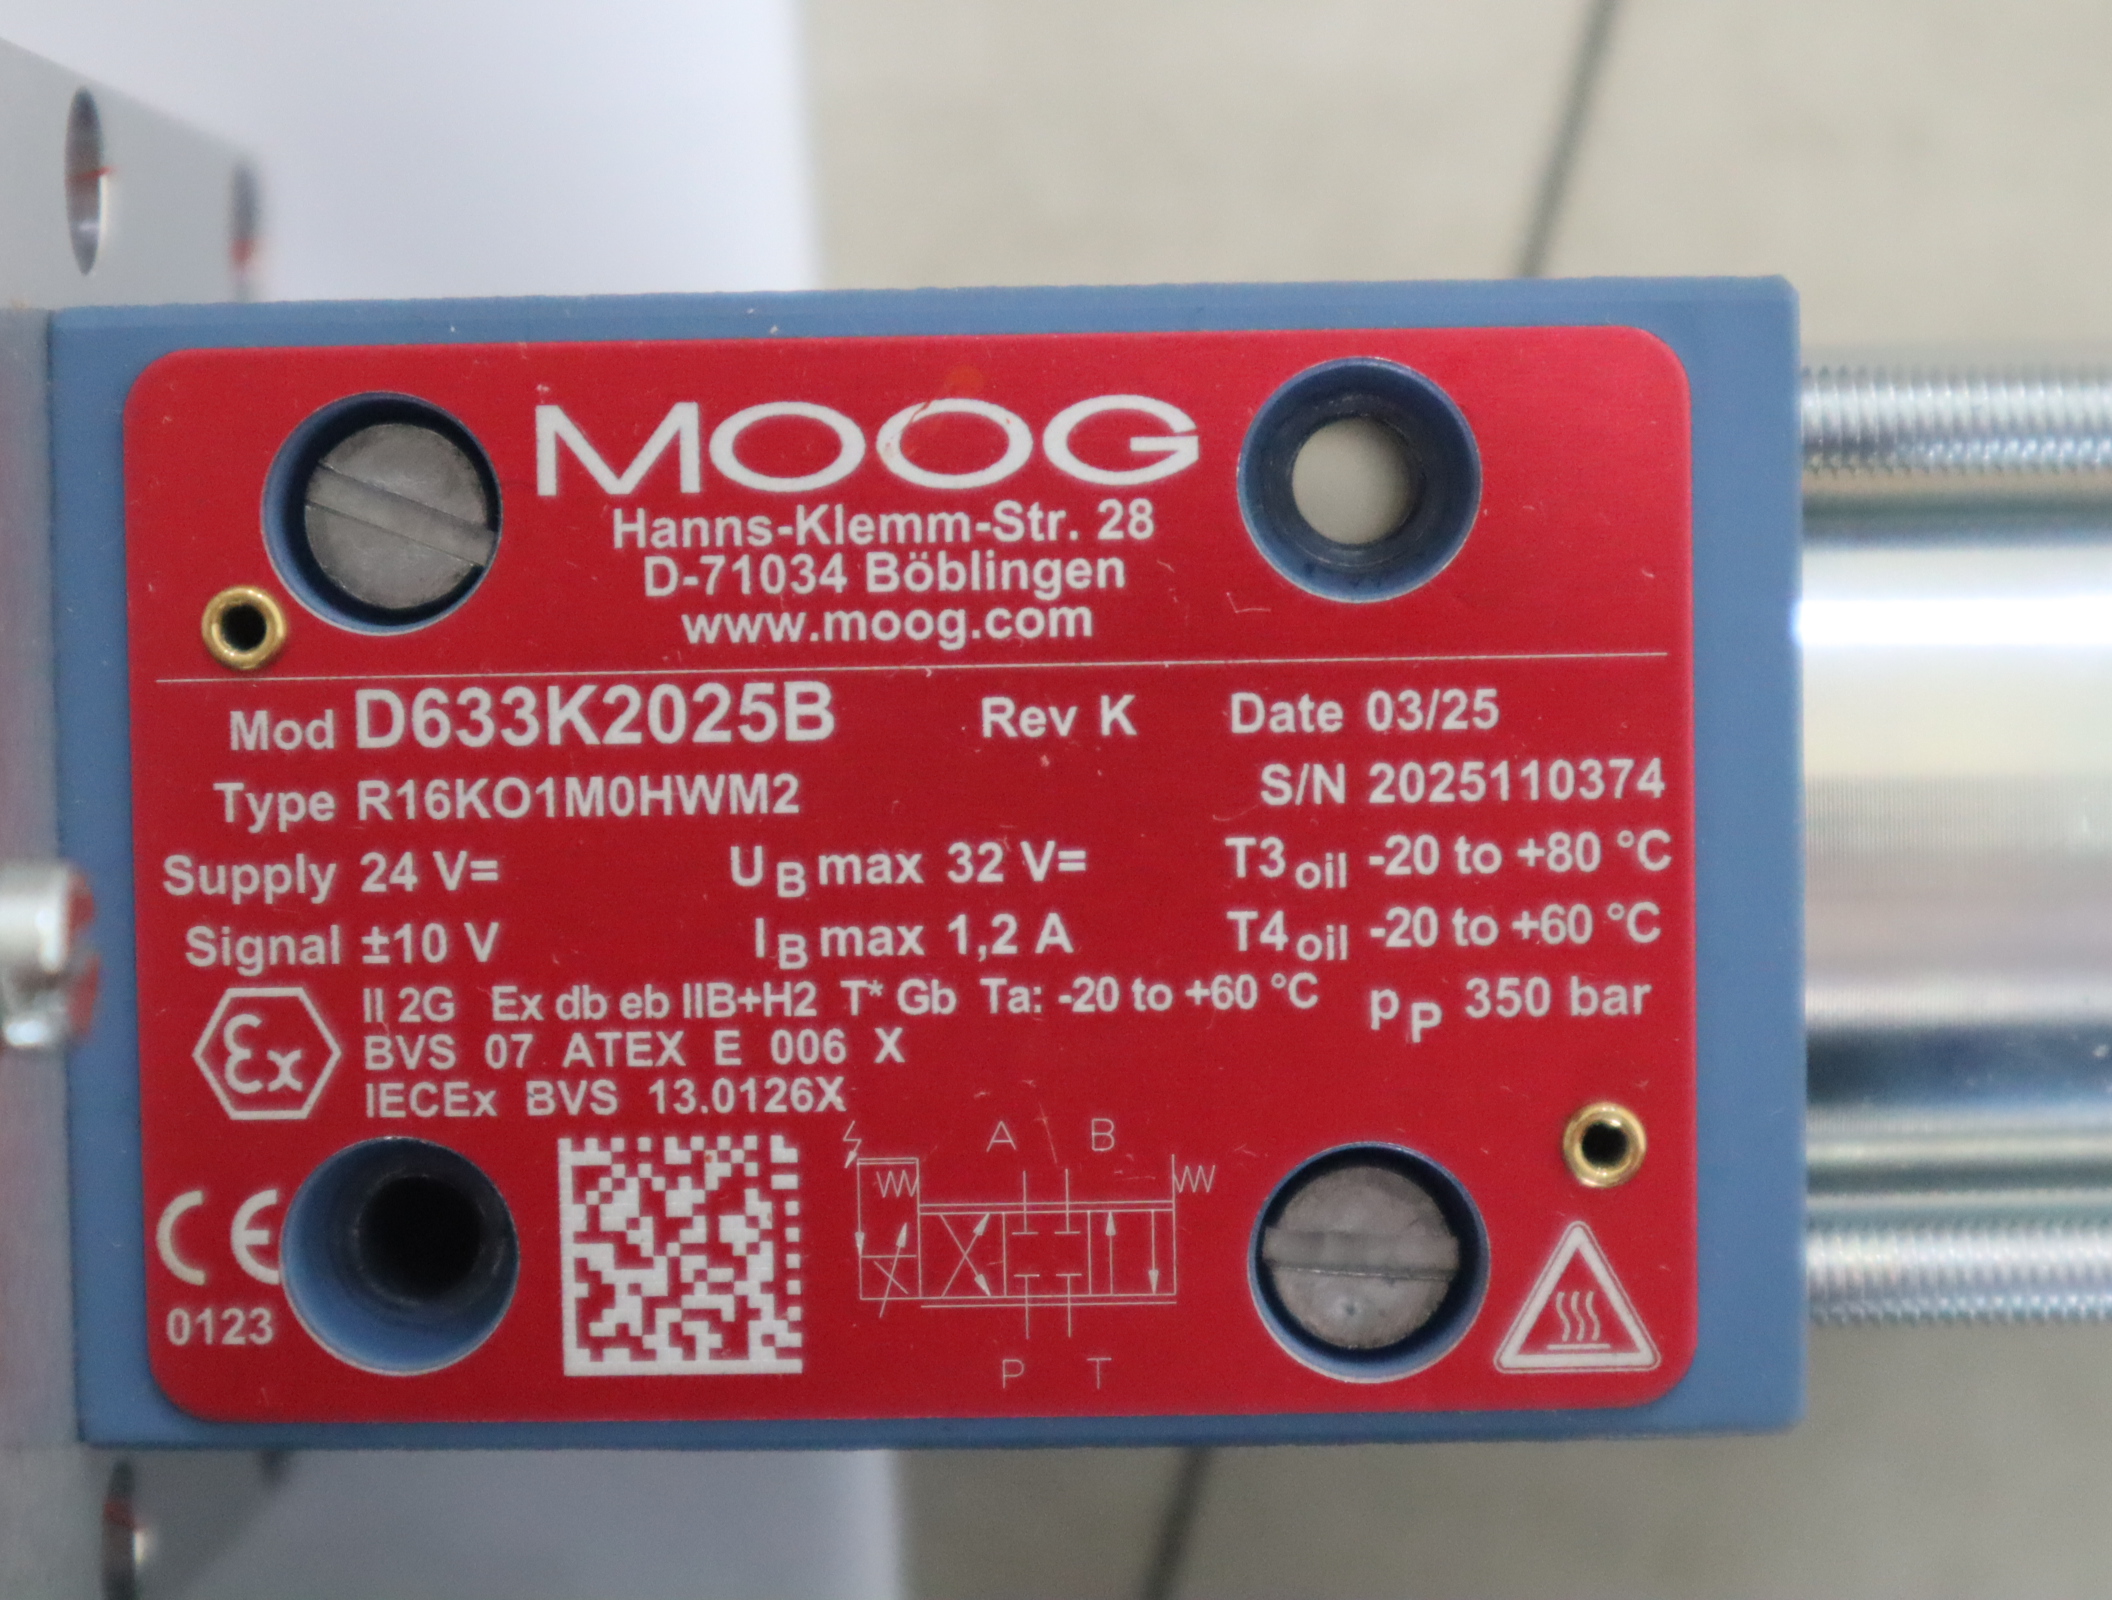 MOOG
Hanns-Klemm-Str. 28
D-71034 Böblingen
www.moog.com
Mod D633K2025B Rev K Date 03/25
Type R16KO1M0HWM2 S/N 2025110374
Supply 24 V= UB max 32 V= T3oil -20 to +80 °C
Signal ±10 V IB max 1,2 A T4oil -20 to +60 °C
Ex II 2G Ex db eb IIB+H2 T* Gb Ta: -20 to +60 °C pP 350 bar
BVS 07 ATEX E 006 X
IECEx BVS 13.0126X
A B
CE
0123
P T